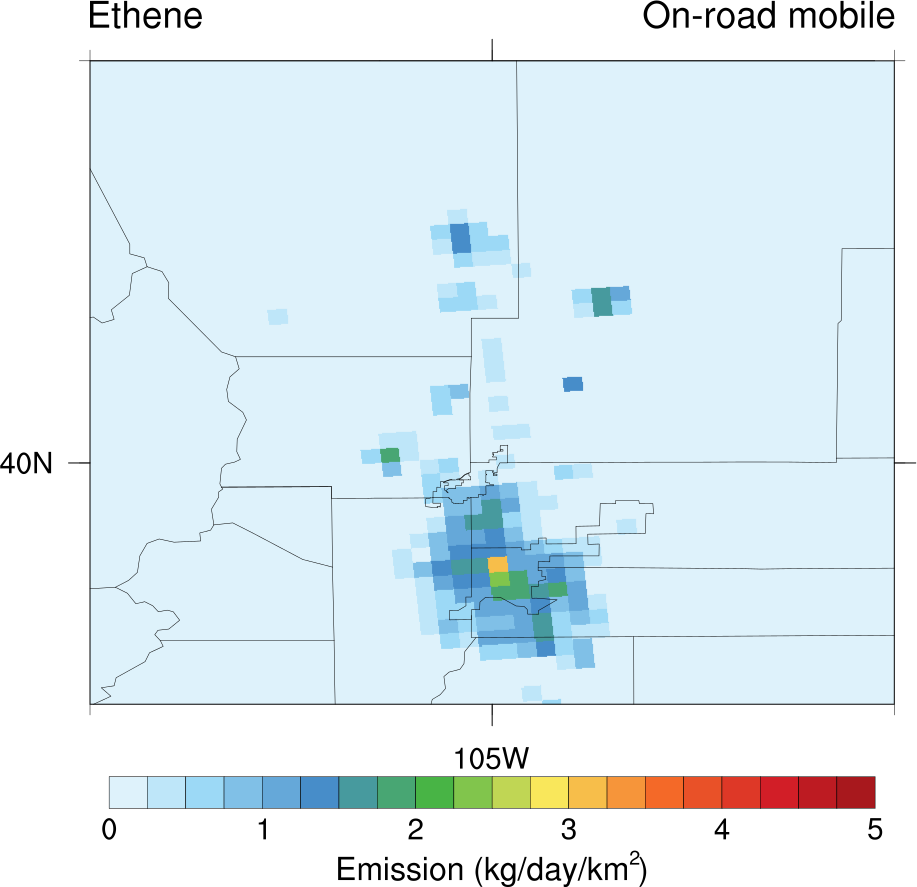 Ethene On-road mobile
40N
105W
0 1 2 3 4 5
Emission (kg/day/km²)